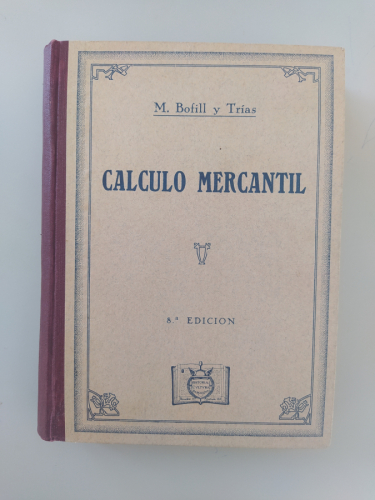 M. Bofill y Trías
CALCULO MERCANTIL
8.ª EDICION